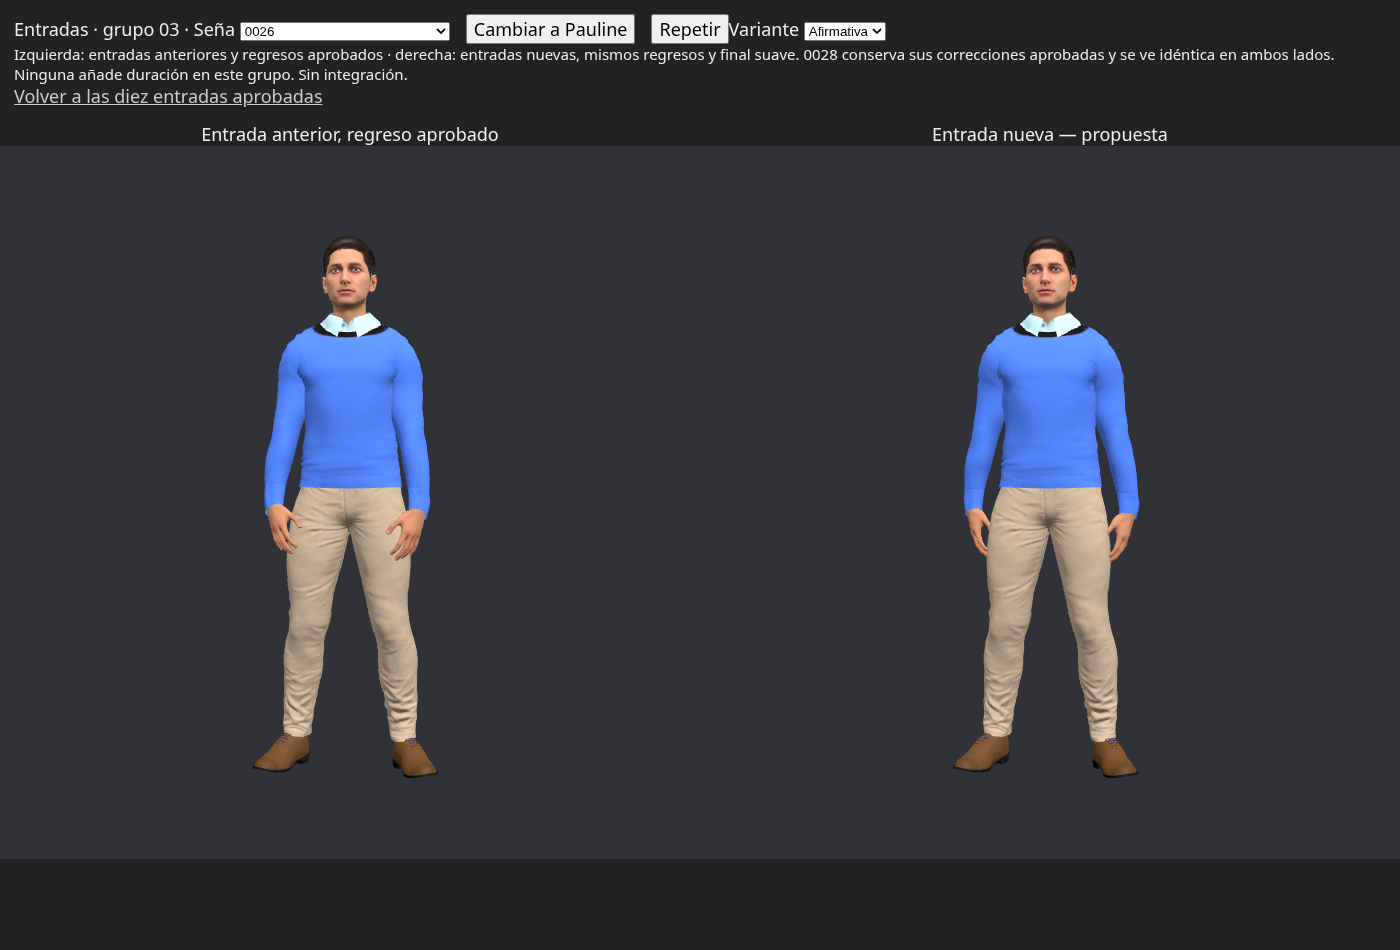 Entradas · grupo 03 · Seña 0026 Cambiar a Pauline Repetir Variante Afirmativa
Izquierda: entradas anteriores y regresos aprobados · derecha: entradas nuevas, mismos regresos y final suave. 0028 conserva sus correcciones aprobadas y se ve idéntica en ambos lados.
Ninguna añade duración en este grupo. Sin integración.
Volver a las diez entradas aprobadas
Entrada anterior, regreso aprobado
Entrada nueva — propuesta